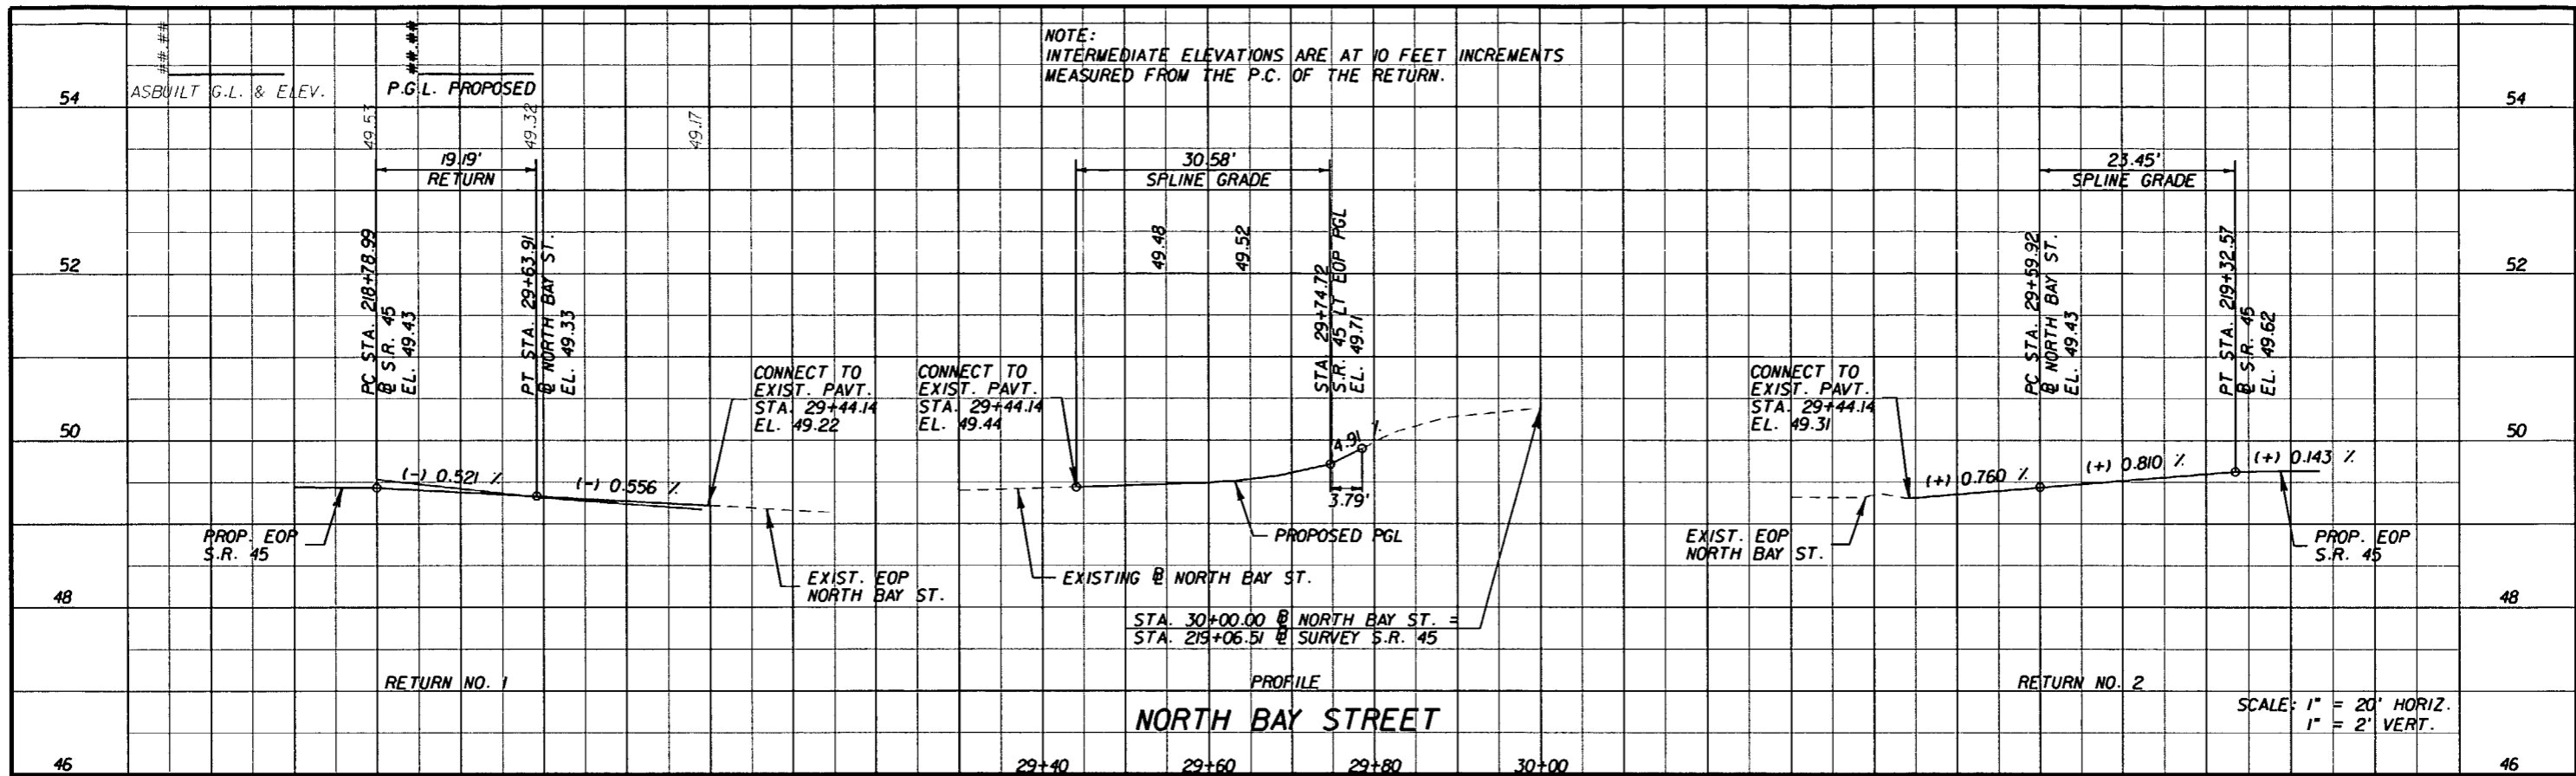 NOTE:
INTERMEDIATE ELEVATIONS ARE AT 10 FEET INCREMENTS
MEASURED FROM THE P.C. OF THE RETURN.
##.##
##.##
ASBUILT G.L. & ELEV.
P.G.L. PROPOSED
54
54
49.53
49.32
49.17
19.19'
RETURN
30.58'
SPLINE GRADE
23.45'
SPLINE GRADE
52
52
PC STA. 218+78.99
℄ S.R. 45
EL. 49.43
PT STA. 29+63.91
℄ NORTH BAY ST.
EL. 49.33
49.48
49.52
STA. 29+74.72
S.R. 45 LT EOP PGL
EL. 49.71
PC STA. 29+59.92
℄ NORTH BAY ST.
EL. 49.43
PT STA. 219+32.57
℄ S.R. 45
EL. 49.62
CONNECT TO
EXIST. PAVT.
STA. 29+44.14
EL. 49.22
CONNECT TO
EXIST. PAVT.
STA. 29+44.14
EL. 49.44
CONNECT TO
EXIST. PAVT.
STA. 29+44.14
EL. 49.31
50
50
(-) 0.521 %
(-) 0.556 %
4.91 %
3.79'
(+) 0.760 %
(+) 0.810 %
(+) 0.143 %
PROP. EOP
S.R. 45
EXIST. EOP
NORTH BAY ST.
PROPOSED PGL
EXISTING ℄ NORTH BAY ST.
EXIST. EOP
NORTH BAY ST.
PROP. EOP
S.R. 45
48
48
STA. 30+00.00 ℄ NORTH BAY ST. =
STA. 219+06.51 ℄ SURVEY S.R. 45
RETURN NO. 1
PROFILE
RETURN NO. 2
NORTH BAY STREET
SCALE: 1" = 20' HORIZ.
1" = 2' VERT.
46
29+40
29+60
29+80
30+00
46